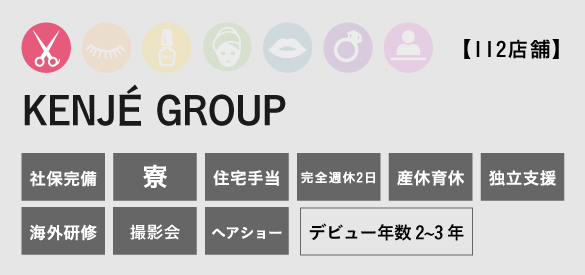 【112店舗】
KENJÉ GROUP
社保完備 寮 住宅手当 完全週休2日 産休育休 独立支援
海外研修 撮影会 ヘアショー デビュー年数 2~3 年